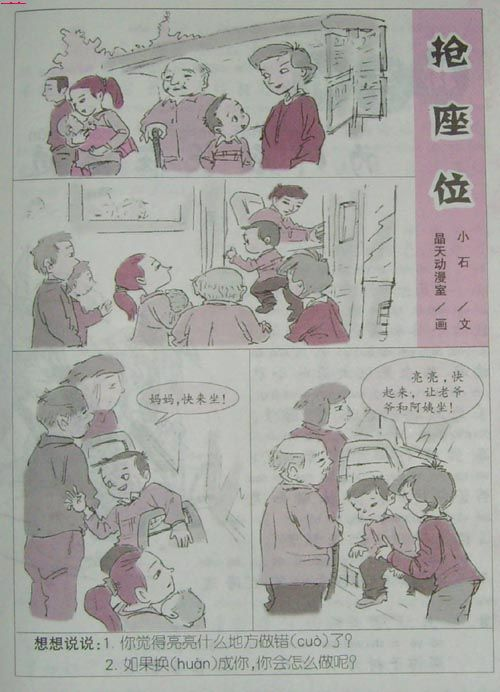 抢座位
小石/文
晶天动漫室/画
妈妈,快来坐!
亮亮,快
起来,让老爷
爷和阿姨坐!
想想说说:1. 你觉得亮亮什么地方做错(cuò)了?
2. 如果换(huàn)成你,你会怎么做呢?